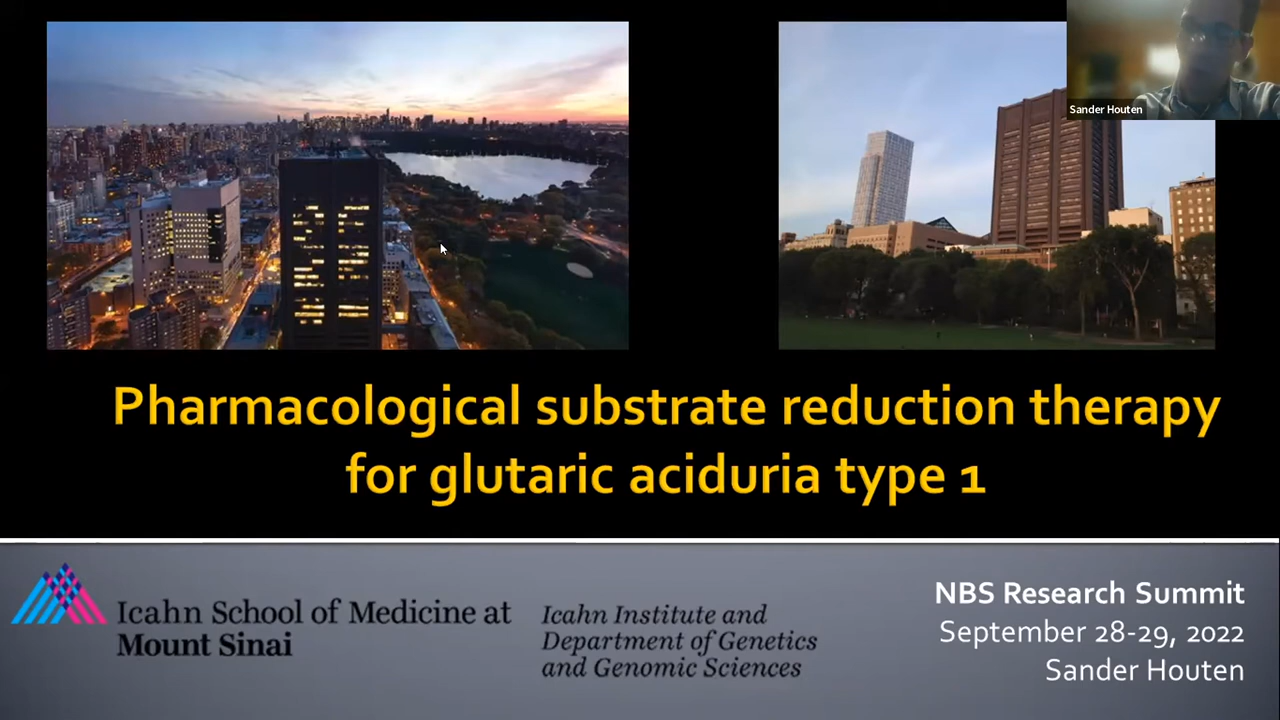 Sander Houten
Pharmacological substrate reduction therapy
for glutaric aciduria type 1
Icahn School of Medicine at
Mount Sinai
Icahn Institute and
Department of Genetics
and Genomic Sciences
NBS Research Summit
September 28-29, 2022
Sander Houten